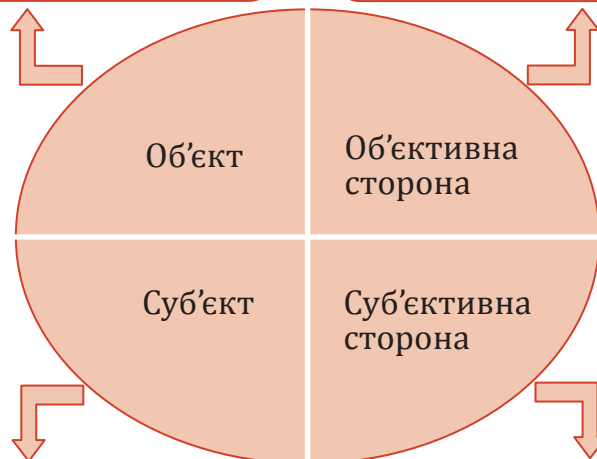 Об’єкт
Об’єктивна
сторона
Суб’єкт
Суб’єктивна
сторона